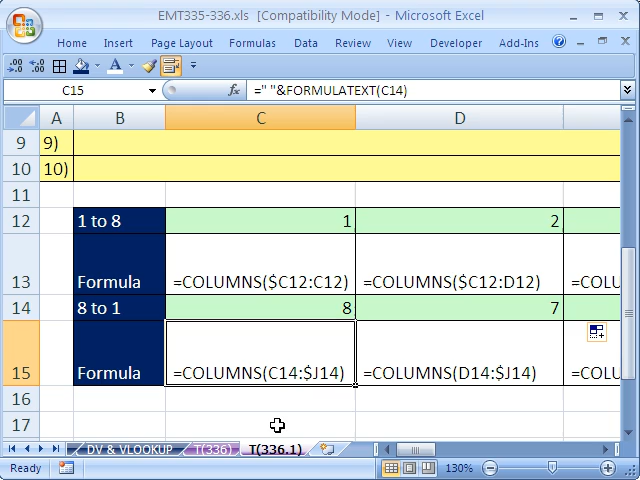 EMT335-336.xls [Compatibility Mode] - Microsoft Excel
Home Insert Page Layout Formulas Data Review View Developer Add-Ins
C15 fx =" "&FORMULATEXT(C14)
A B C D
9 9)
10 10)
11
12 1 to 8 1 2
13 Formula =COLUMNS($C12:C12) =COLUMNS($C12:D12) =COL
14 8 to 1 8 7
15 Formula =COLUMNS(C14:$J14) =COLUMNS(D14:$J14) =COLU
16
17
DV & VLOOKUP T(336) T(336.1)
Ready 130%